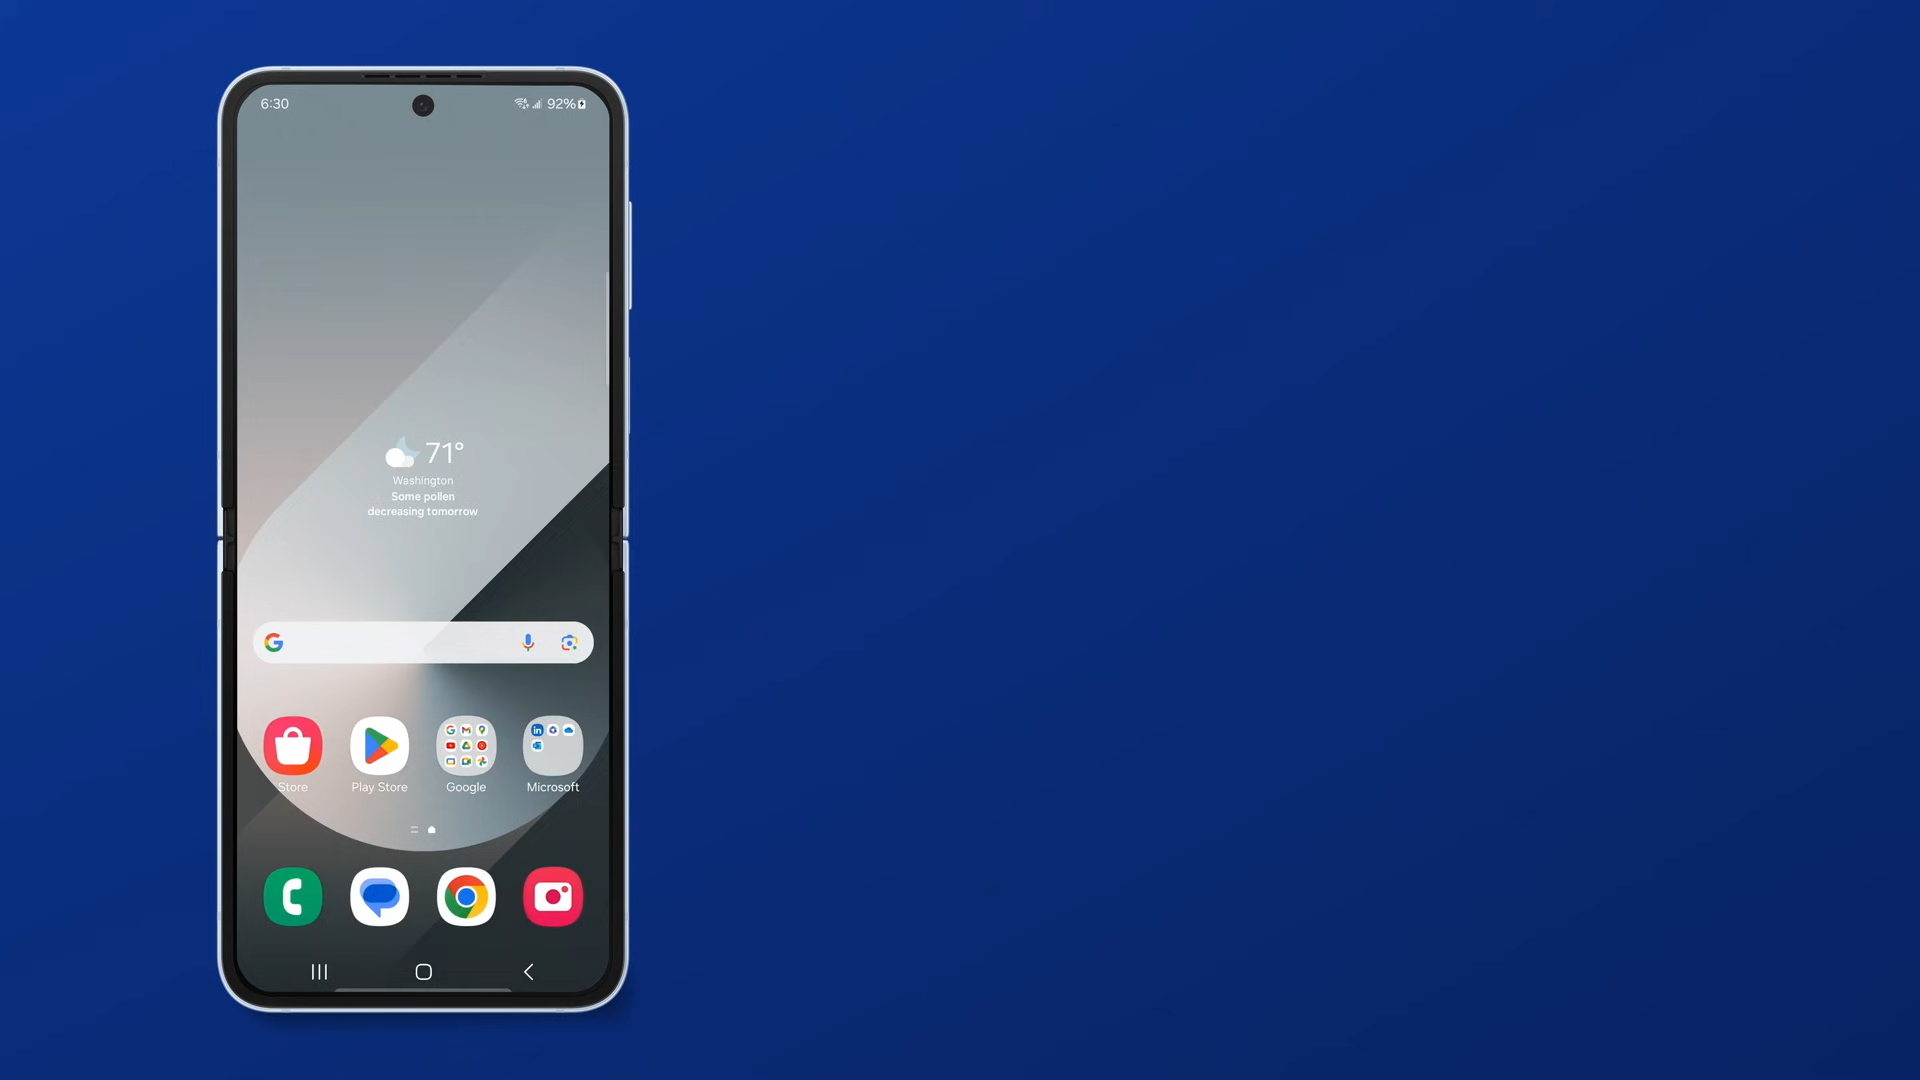 6:30
92%
71°
Washington
Some pollen
decreasing tomorrow
Store
Play Store
Google
Microsoft